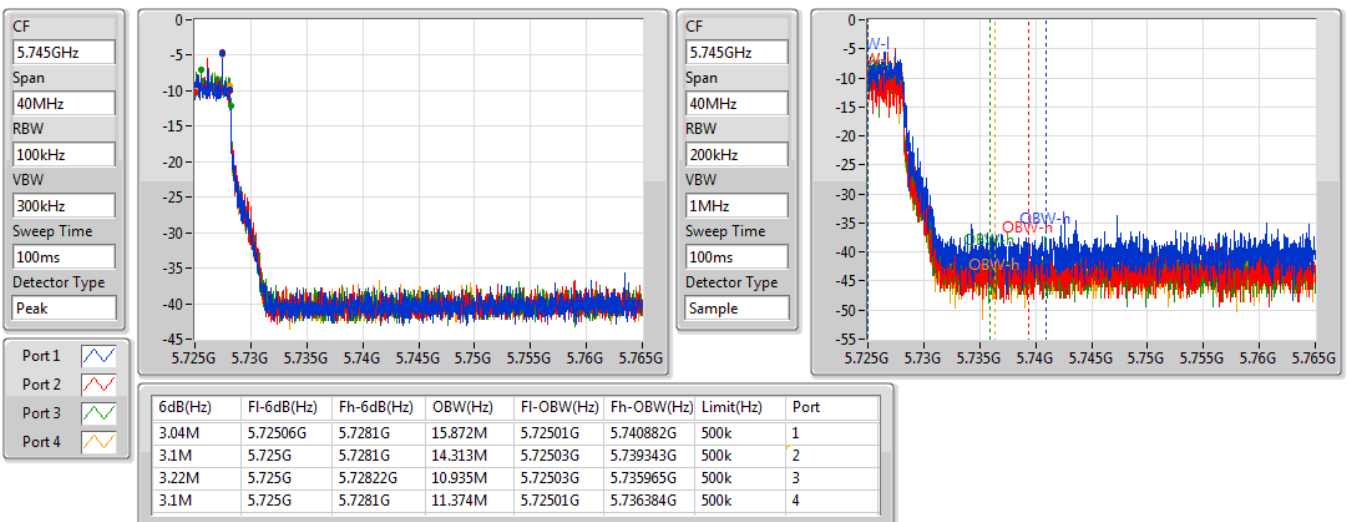 CF
5.745GHz
Span
40MHz
RBW
100kHz
VBW
300kHz
Sweep Time
100ms
Detector Type
Peak
0
-5
-10
-15
-20
-25
-30
-35
-40
-45
5.725G 5.73G 5.735G 5.74G 5.745G 5.75G 5.755G 5.76G 5.765G
CF
5.745GHz
Span
40MHz
RBW
200kHz
VBW
1MHz
Sweep Time
100ms
Detector Type
Sample
0
-5
-10
-15
-20
-25
-30
-35
-40
-45
-50
-55
W-l
OBW-h
OBW-h
OBW-h
OBW-h
5.725G 5.73G 5.735G 5.74G 5.745G 5.75G 5.755G 5.76G 5.765G
Port 1
Port 2
Port 3
Port 4
6dB(Hz) Fl-6dB(Hz) Fh-6dB(Hz) OBW(Hz) Fl-OBW(Hz) Fh-OBW(Hz) Limit(Hz) Port
3.04M 5.72506G 5.7281G 15.872M 5.72501G 5.740882G 500k 1
3.1M 5.725G 5.7281G 14.313M 5.72503G 5.739343G 500k 2
3.22M 5.725G 5.72822G 10.935M 5.72503G 5.735965G 500k 3
3.1M 5.725G 5.7281G 11.374M 5.72501G 5.736384G 500k 4